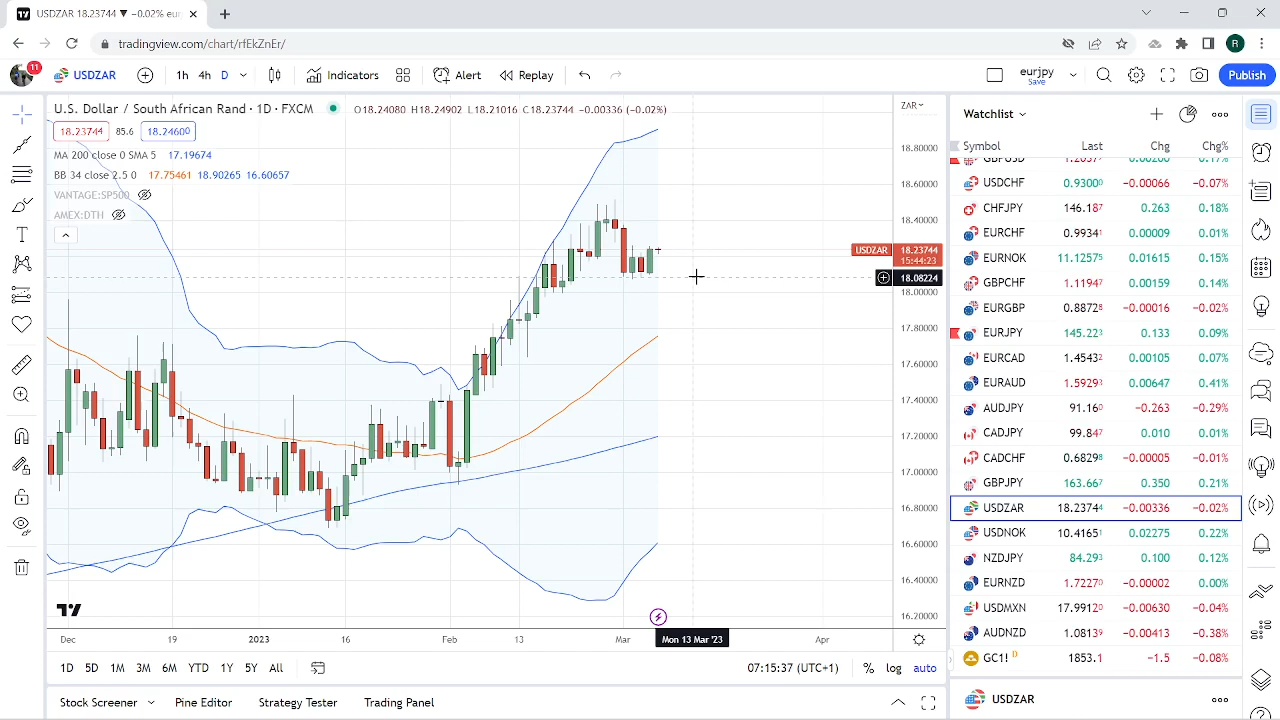 USDZAR 18.23744 ▼ −0.02% eur
tradingview.com/chart/rfEkZnEr/
R
11
USDZAR
1h 4h D
Indicators
Alert
Replay
eurjpy
Save
Publish
U.S. Dollar / South African Rand · 1D · FXCM
O18.24080 H18.24902 L18.21016 C18.23744 −0.00336 (−0.02%)
18.23744 85.6 18.24600
MA 200 close 0 SMA 5 17.19674
BB 34 close 2.5 0 17.75461 18.90265 16.60657
VANTAGE:SP500
AMEX:DTH
ZAR
18.80000
18.60000
18.40000
USDZAR 18.23744
15:44:23
18.08224
18.00000
17.80000
17.60000
17.40000
17.20000
17.00000
16.80000
16.60000
16.40000
16.20000
Dec 19 2023 16 Feb 13 Mar Mon 13 Mar '23 Apr
1D 5D 1M 3M 6M YTD 1Y 5Y All
07:15:37 (UTC+1) % log auto
Stock Screener Pine Editor Strategy Tester Trading Panel
Watchlist
Symbol Last Chg Chg%
USDCHF 0.93000 −0.00066 −0.07%
CHFJPY 146.187 0.263 0.18%
EURCHF 0.99341 0.00009 0.01%
EURNOK 11.12575 0.01615 0.15%
GBPCHF 1.11947 0.00159 0.14%
EURGBP 0.88728 −0.00016 −0.02%
EURJPY 145.223 0.133 0.09%
EURCAD 1.45432 0.00105 0.07%
EURAUD 1.59293 0.00647 0.41%
AUDJPY 91.160 −0.263 −0.29%
CADJPY 99.847 0.010 0.01%
CADCHF 0.68298 −0.00005 −0.01%
GBPJPY 163.667 0.350 0.21%
USDZAR 18.23744 −0.00336 −0.02%
USDNOK 10.41651 0.02275 0.22%
NZDJPY 84.293 0.100 0.12%
EURNZD 1.72270 −0.00002 0.00%
USDMXN 17.99120 −0.00630 −0.04%
AUDNZD 1.08139 −0.00413 −0.38%
GC1! D 1853.1 −1.5 −0.08%
USDZAR